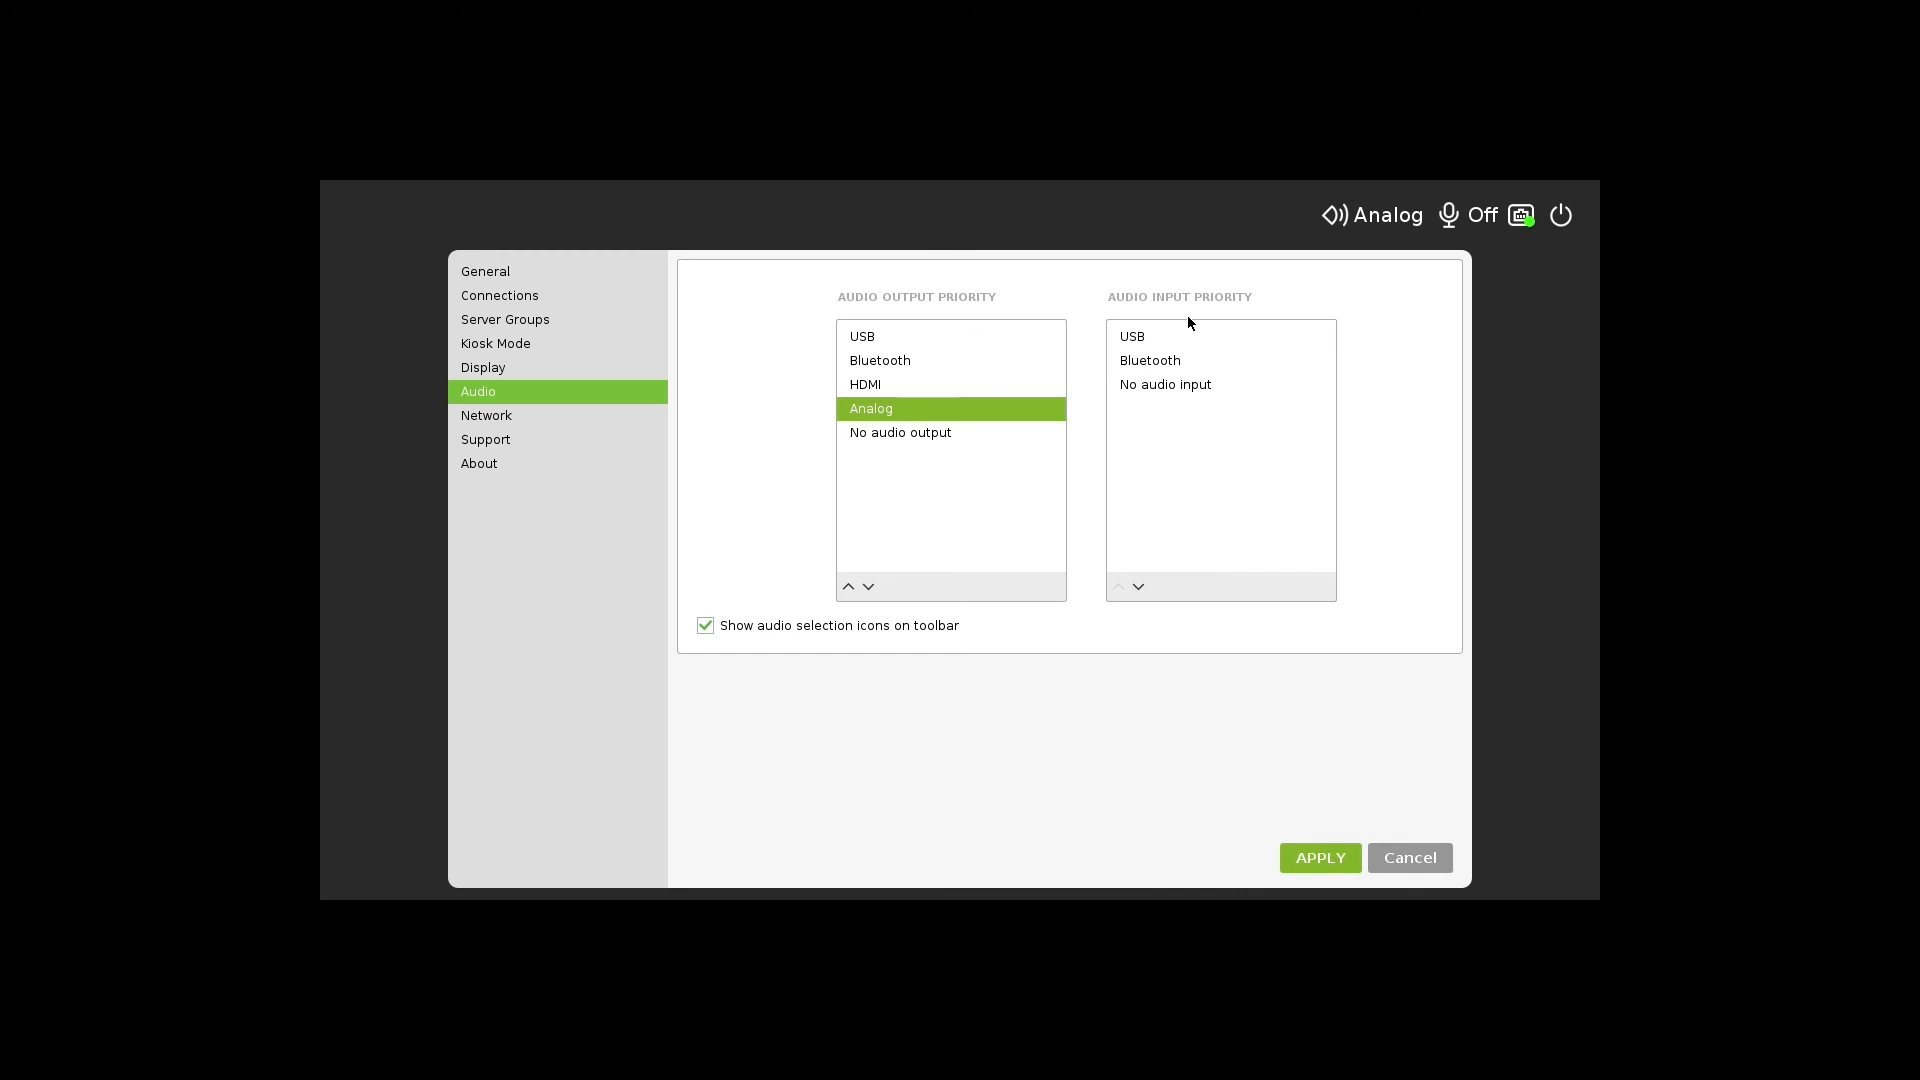 Analog Off
General
Connections
Server Groups
Kiosk Mode
Display
Audio
Network
Support
About
AUDIO OUTPUT PRIORITY
USB
Bluetooth
HDMI
Analog
No audio output
AUDIO INPUT PRIORITY
USB
Bluetooth
No audio input
Show audio selection icons on toolbar
APPLY Cancel